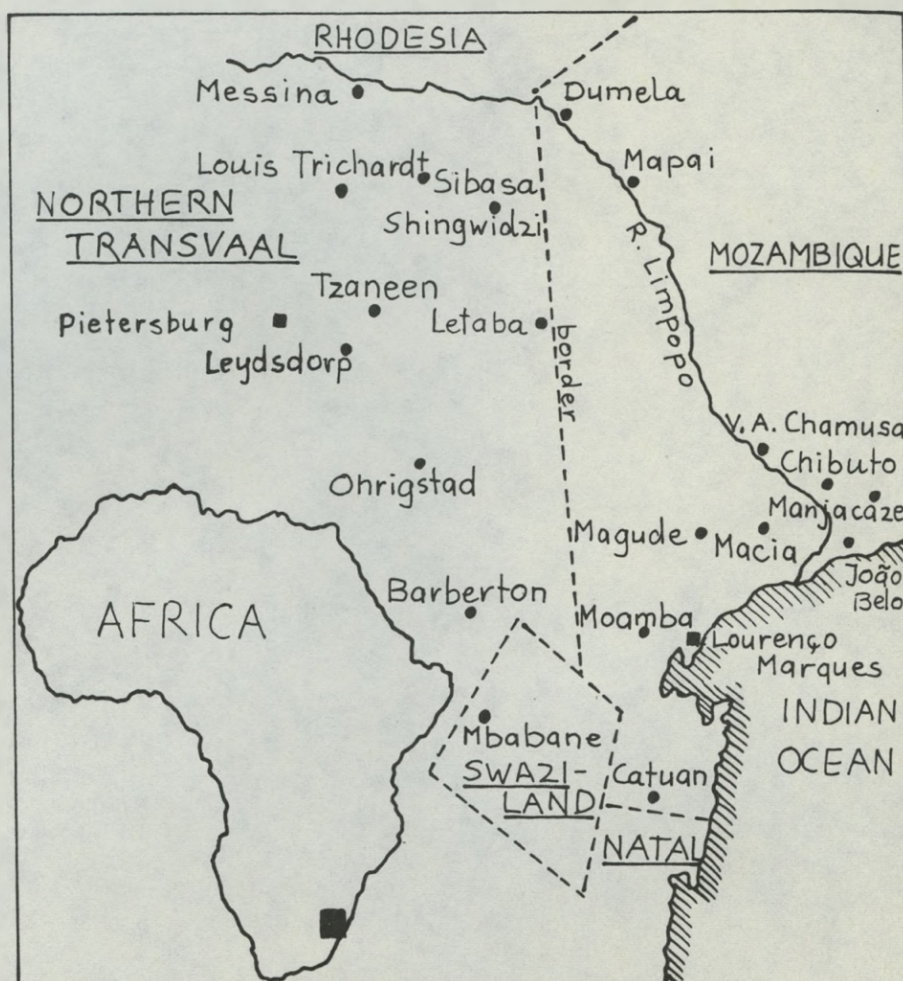 RHODESIA
Messina
Dumela
Louis Trichardt
Sibasa
Mapai
NORTHERN
TRANSVAAL
Shingwidzi
R. Limpopo
MOZAMBIQUE
Tzaneen
Pietersburg
Letaba
border
Leydsdorp
V. A. Chamusa
Chibuto
Ohrigstad
Manjacaze
Magude
Macia
João
Belo
AFRICA
Barberton
Moamba
Lourenço
Marques
INDIAN
OCEAN
Mbabane
SWAZI-
LAND
Catuan
NATAL